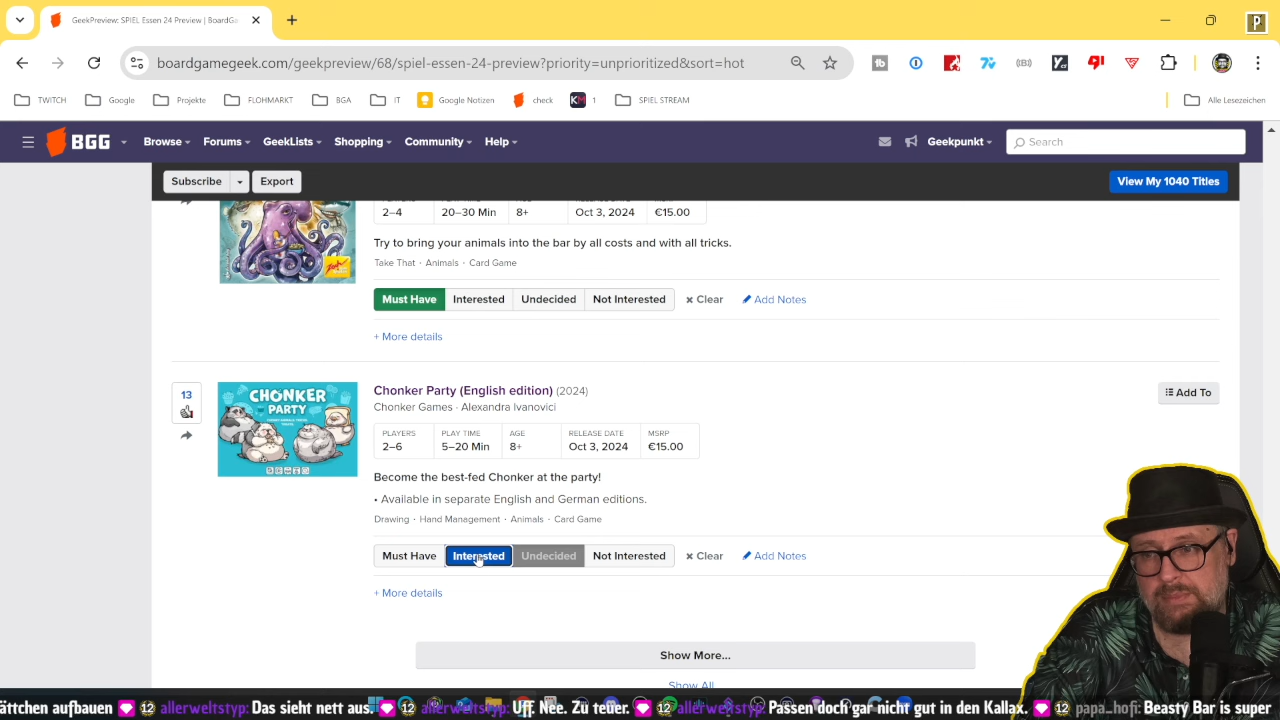 GeekPreview: SPIEL Essen 24 Preview | BoardGa
boardgamegeek.com/geekpreview/68/spiel-essen-24-preview?priority=unprioritized&sort=hot
TWITCH Google Projekte FLOHMARKT BGA IT Google Notizen check 1 SPIEL STREAM Alle Lesezeichen
BGG Browse Forums GeekLists Shopping Community Help Geekpunkt Search
Subscribe Export View My 1040 Titles
2–4 20–30 Min 8+ Oct 3, 2024 €15.00
Try to bring your animals into the bar by all costs and with all tricks.
Take That · Animals · Card Game
Must Have Interested Undecided Not Interested × Clear Add Notes
+ More details
13
CHONKER
PARTY
Chonker Party (English edition) (2024)
Add To
Chonker Games · Alexandra Ivanovici
PLAYERS PLAY TIME AGE RELEASE DATE MSRP
2–6 5–20 Min 8+ Oct 3, 2024 €15.00
Become the best-fed Chonker at the party!
• Available in separate English and German editions.
Drawing · Hand Management · Animals · Card Game
Must Have Interested Undecided Not Interested × Clear Add Notes
+ More details
Show More...
Show All
ättchen aufbauen 12 allerweltstyp: Das sieht nett aus. 12 allerweltstyp: Uff. Nee. Zu teuer. 12 allerweltstyp: Passen doch gar nicht gut in den Kallax. 12 papa_hofi: Beasty Bar is super